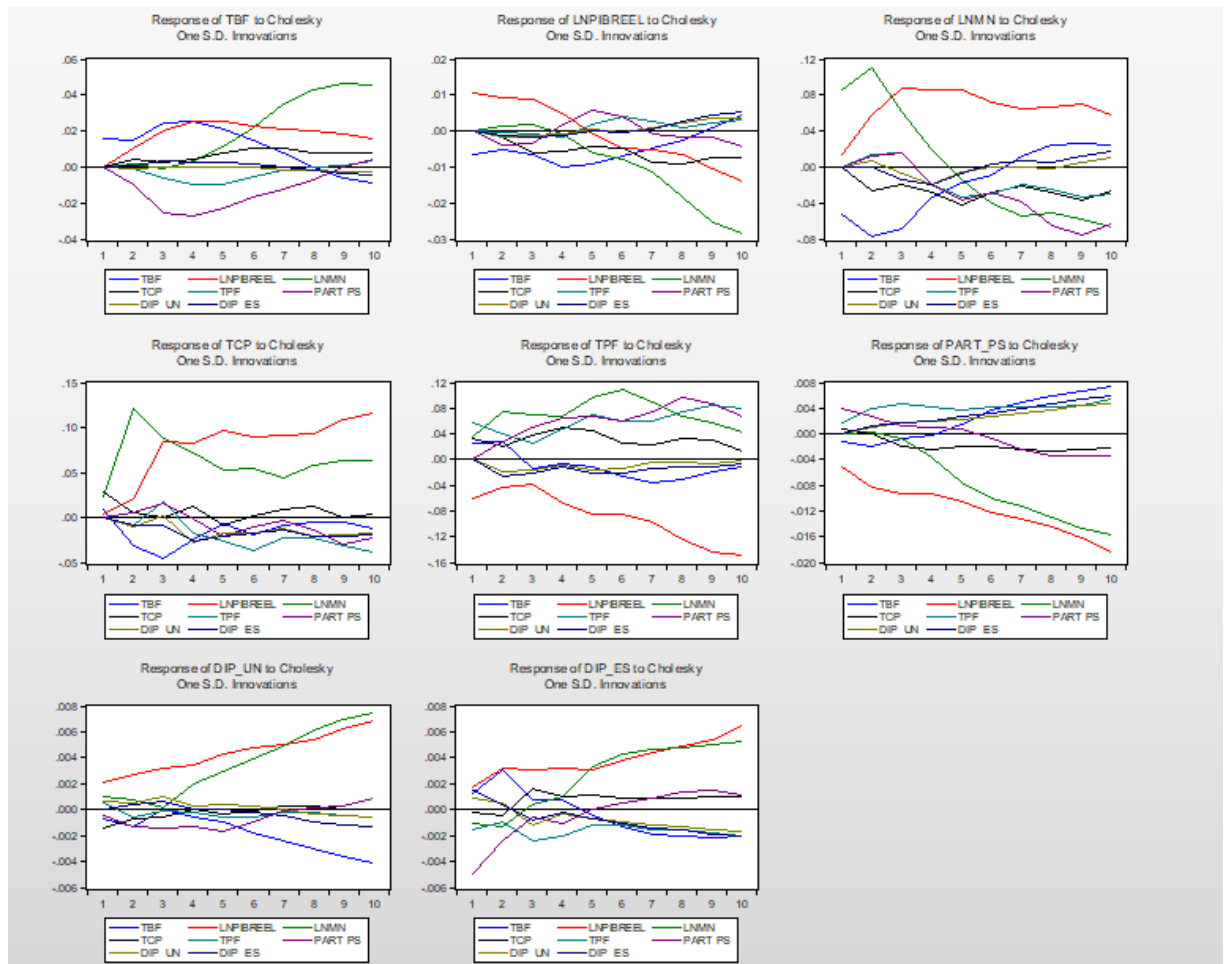 Response of TBF to Cholesky
One S.D. Innovations
.06
.04
.02
.00
-.02
-.04
1 2 3 4 5 6 7 8 9 10
TBF LNPIBREEL LNMN
TCP TPF PART PS
DIP UN DIP ES
Response of LNPIBREEL to Cholesky
One S.D. Innovations
.02
.01
.00
-.01
-.02
-.03
1 2 3 4 5 6 7 8 9 10
TBF LNPIBREEL LNMN
TCP TPF PART PS
DIP UN DIP ES
Response of LNMN to Cholesky
One S.D. Innovations
.12
.08
.04
.00
-.04
-.08
1 2 3 4 5 6 7 8 9 10
TBF LNPIBREEL LNMN
TCP TPF PART PS
DIP UN DIP ES
Response of TCP to Cholesky
One S.D. Innovations
.15
.10
.05
.00
-.05
1 2 3 4 5 6 7 8 9 10
TBF LNPIBREEL LNMN
TCP TPF PART PS
DIP UN DIP ES
Response of TPF to Cholesky
One S.D. Innovations
.12
.08
.04
.00
-.04
-.08
-.12
-.16
1 2 3 4 5 6 7 8 9 10
TBF LNPIBREEL LNMN
TCP TPF PART PS
DIP UN DIP ES
Response of PART_PS to Cholesky
One S.D. Innovations
.008
.004
.000
-.004
-.008
-.012
-.016
-.020
1 2 3 4 5 6 7 8 9 10
TBF LNPIBREEL LNMN
TCP TPF PART PS
DIP UN DIP ES
Response of DIP_UN to Cholesky
One S.D. Innovations
.008
.006
.004
.002
.000
-.002
-.004
-.006
1 2 3 4 5 6 7 8 9 10
TBF LNPIBREEL LNMN
TCP TPF PART PS
DIP UN DIP ES
Response of DIP_ES to Cholesky
One S.D. Innovations
.008
.006
.004
.002
.000
-.002
-.004
-.006
1 2 3 4 5 6 7 8 9 10
TBF LNPIBREEL LNMN
TCP TPF PART PS
DIP UN DIP ES